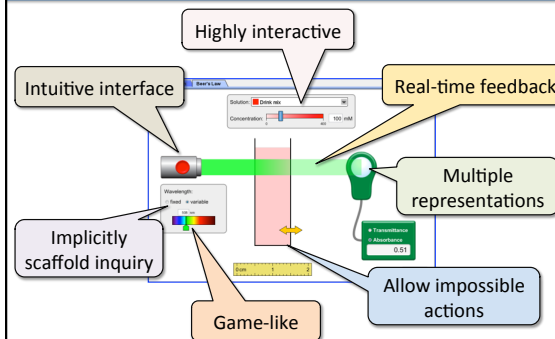 Highly interactive
Beer's Law
Intuitive interface
Real-time feedback
Solution: Drink mix
Concentration: 100 mM
0
400
Wavelength:
fixed variable
Multiple
representations
Transmittance
Absorbance
0.51
Implicitly
scaffold inquiry
0 cm 1 2
Allow impossible
actions
Game-like